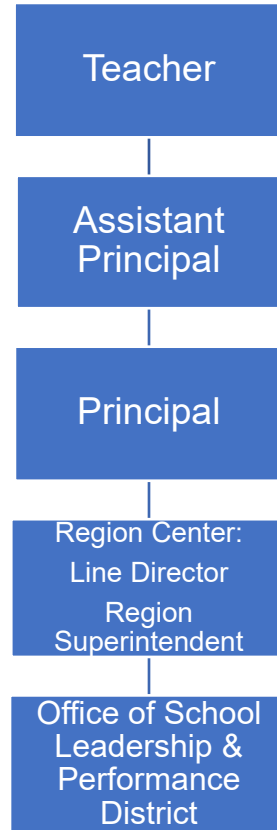 Teacher
Assistant
Principal
Principal
Region Center:
Line Director
Region
Superintendent
Office of School
Leadership &
Performance
District